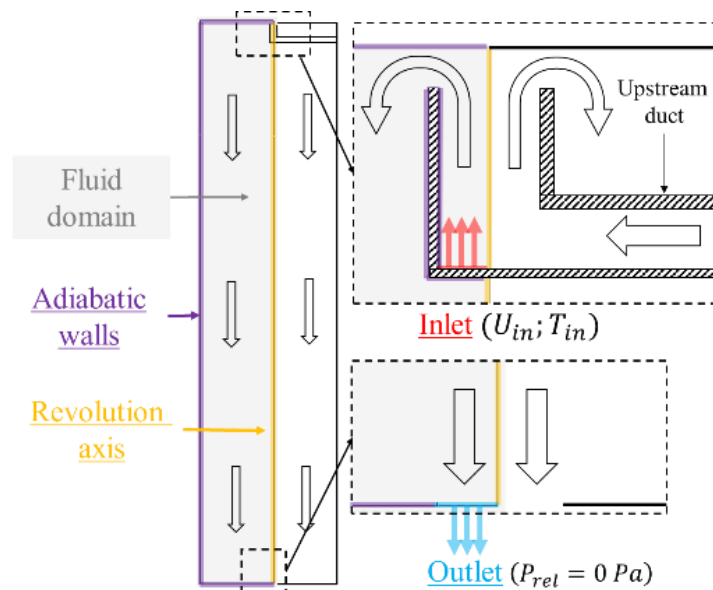 Upstream
duct
Fluid
domain
Adiabatic
walls
Inlet (U_in; T_in)
Revolution
axis
Outlet (P_rel = 0 Pa)